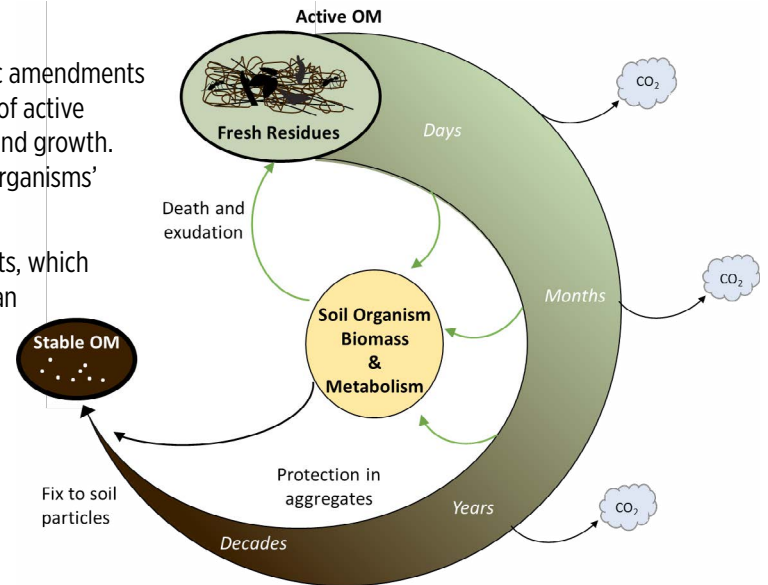 Active OM
c amendments
of active
nd growth.
rganisms'
ts, which
an
Fresh Residues
Days
CO₂
Death and
exudation
Months
CO₂
Soil Organism
Biomass
&
Metabolism
Stable OM
Protection in
aggregates
Fix to soil
particles
Years
CO₂
Decades